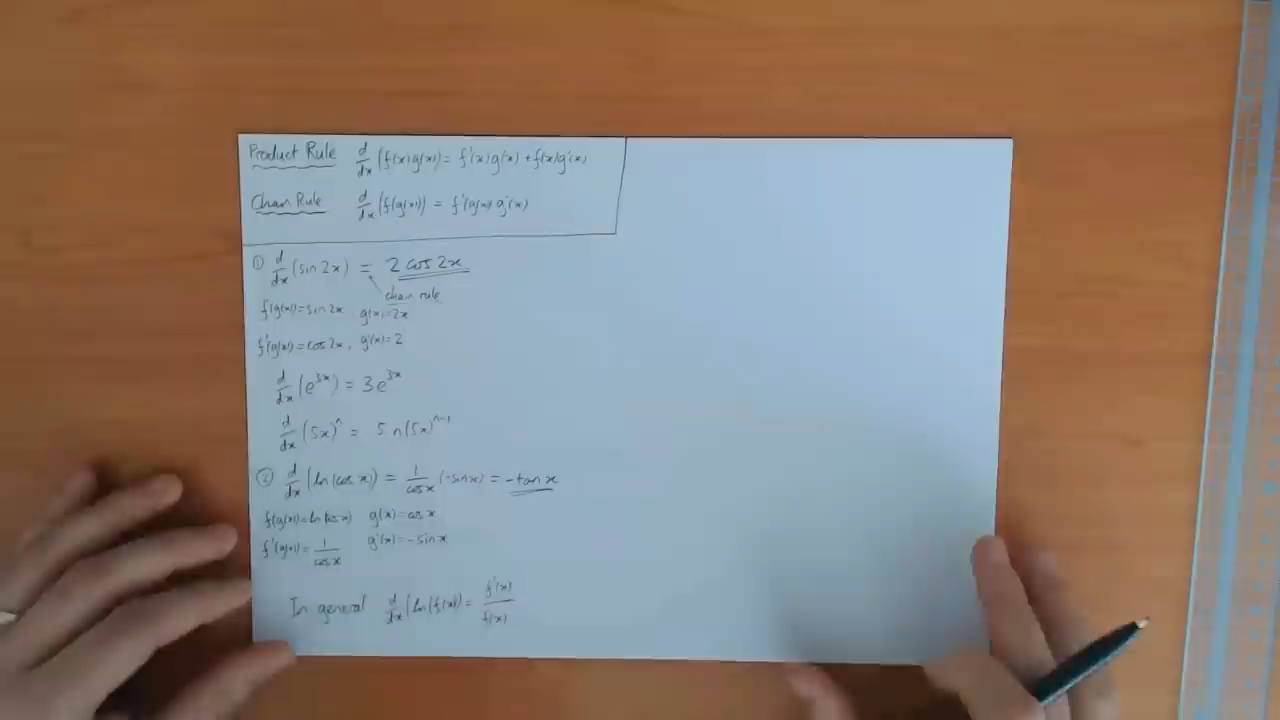 Product Rule d/dx (f(x)g(x)) = f'(x)g(x) + f(x)g'(x)
Chain Rule d/dx (f(g(x))) = f'(g(x)) g'(x)
① d/dx (sin 2x) = 2 cos 2x
chain rule
f(g(x)) = sin 2x, g(x) = 2x
f'(g(x)) = cos 2x, g'(x) = 2
d/dx (e^{3x}) = 3e^{3x}
d/dx (5x)^n = 5n(5x)^{n-1}
② d/dx (ln(cos x)) = 1/cos x (-sin x) = -tan x
f(g(x)) = ln(cos x) g(x) = cos x
f'(g(x)) = 1/cos x g'(x) = -sin x
In general d/dx (ln(f(x)) = f'(x)/f(x)